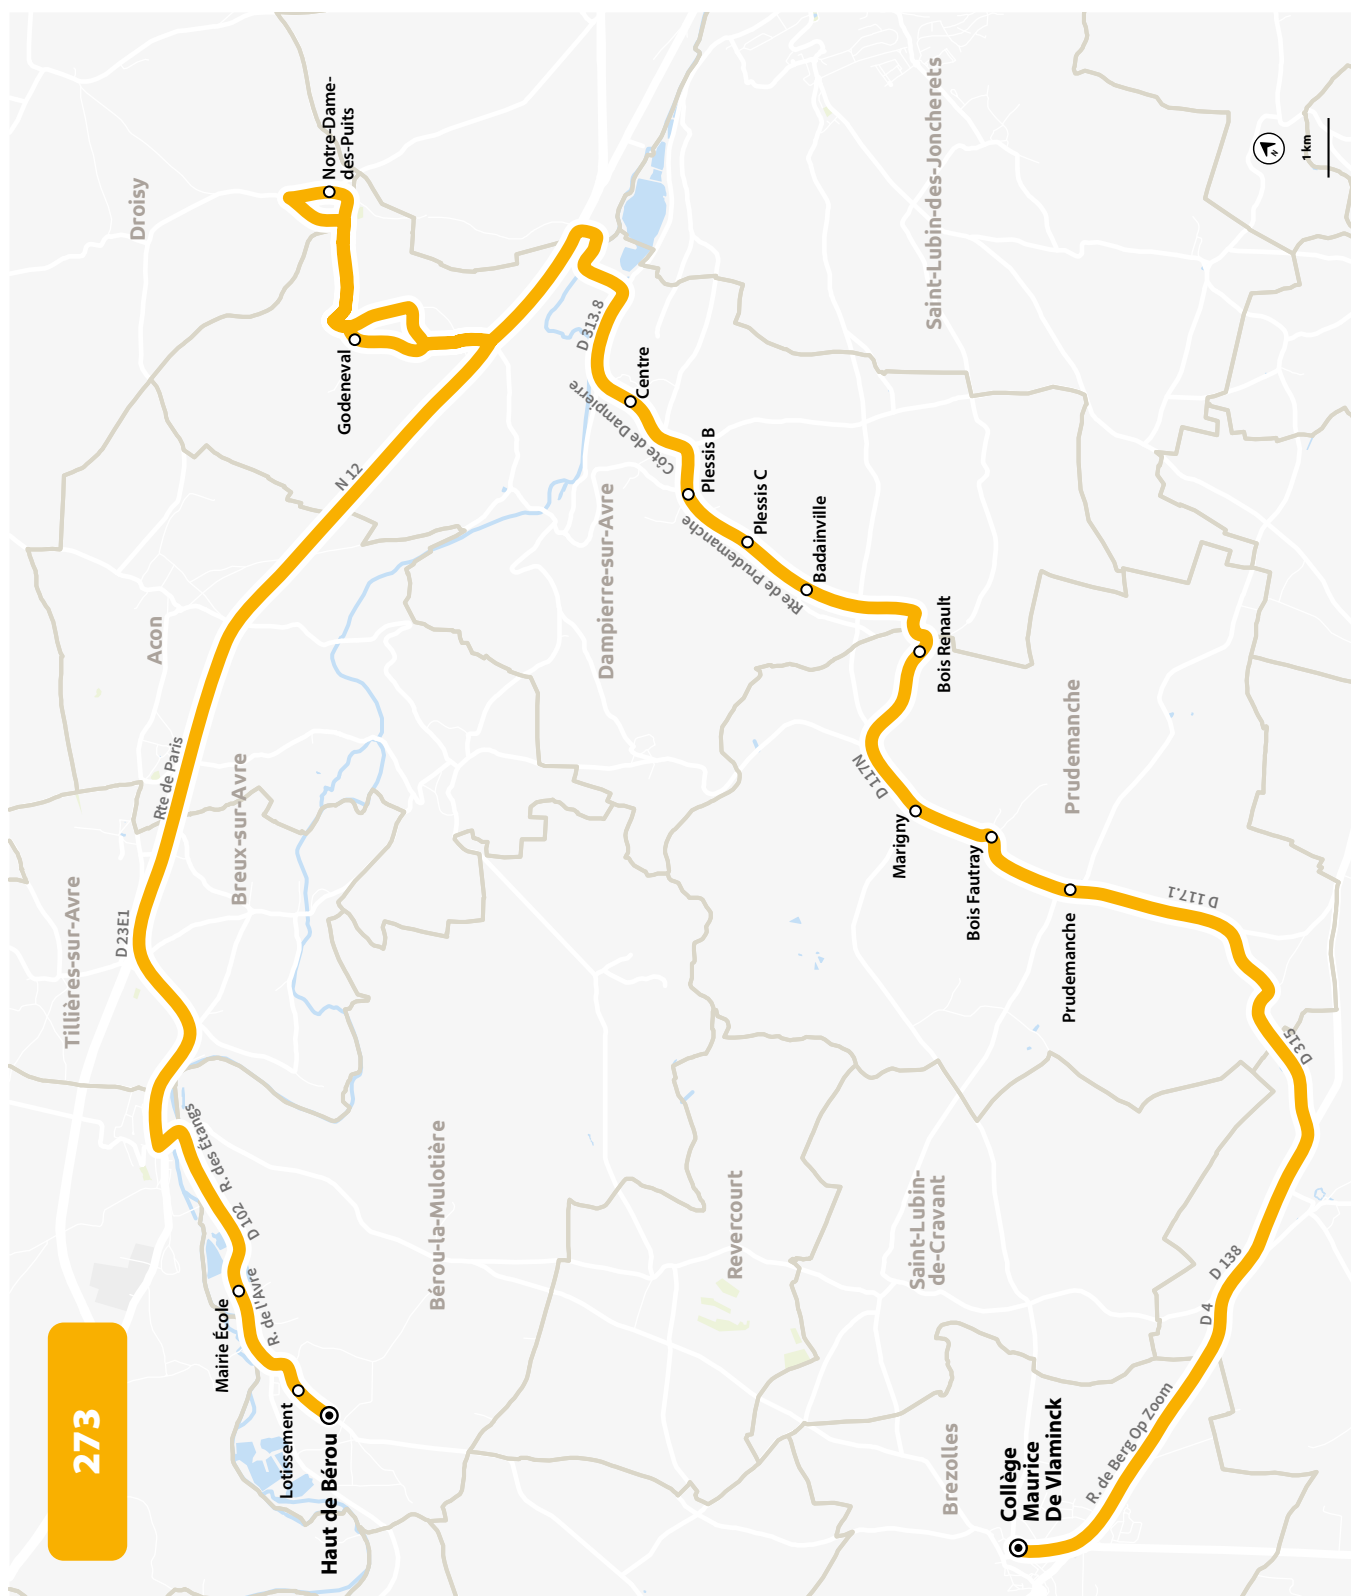 273
Tillières-sur-Avre
Acon
Droisy
Breux-sur-Avre
Bérou-la-Mulotière
Dampierre-sur-Avre
Revercourt
Saint-Lubin-
de-Cravant
Brezolles
Prudemanche
Saint-Lubin-des-Joncherets
Haut de Bérou
Lotissement
Mairie École
R. de l'Avre
D 102
R. des Étangs
D 23E1
Rte de Paris
N 12
Godeneval
Notre-Dame-
des-Puits
D 313.8
Centre
Côte de Dampierre
Plessis B
Plessis C
Rte de Prudemanche
Badainville
Bois Renault
D 117N
Marigny
Bois Fautray
Prudemanche
D 117.1
D 315
D 138
D 4
R. de Berg Op Zoom
Collège
Maurice
De Vlaminck
N
1 km